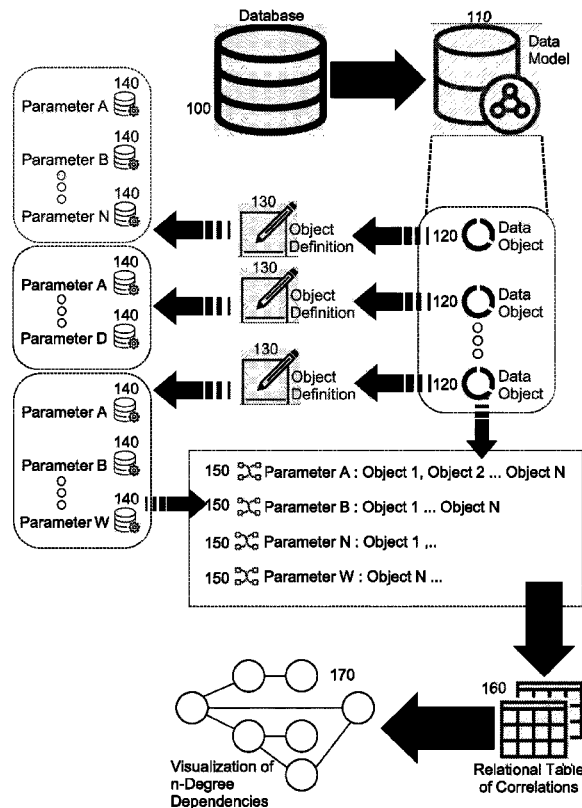 Database
110
Data
Model
100
140
Parameter A
140
Parameter B
140
Parameter N
130
Object
Definition
120
Data
Object
140
Parameter A
140
Parameter D
130
Object
Definition
120
Data
Object
140
Parameter A
140
Parameter B
140
Parameter W
130
Object
Definition
120
Data
Object
150 Parameter A : Object 1, Object 2 ... Object N
150 Parameter B : Object 1 ... Object N
150 Parameter N : Object 1 ,..
150 Parameter W : Object N ...
170
Visualization of
n-Degree
Dependencies
160
Relational Table
of Correlations